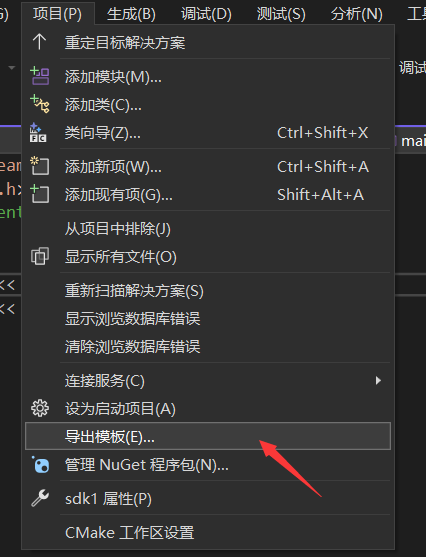 G) 项目(P) 生成(B) 调试(D) 测试(S) 分析(N) 工
重定目标解决方案
添加模块(M)...
调试
添加类(C)...
类向导(Z)... Ctrl+Shift+X
mai
添加新项(W)... Ctrl+Shift+A
eam
添加现有项(G)... Shift+Alt+A
.h>
ent
从项目中排除(J)
显示所有文件(O)
<<
重新扫描解决方案(S)
<<
显示浏览数据库错误
清除浏览数据库错误
连接服务(C)
设为启动项目(A)
导出模板(E)...
管理 NuGet 程序包(N)...
sdk1 属性(P)
CMake 工作区设置